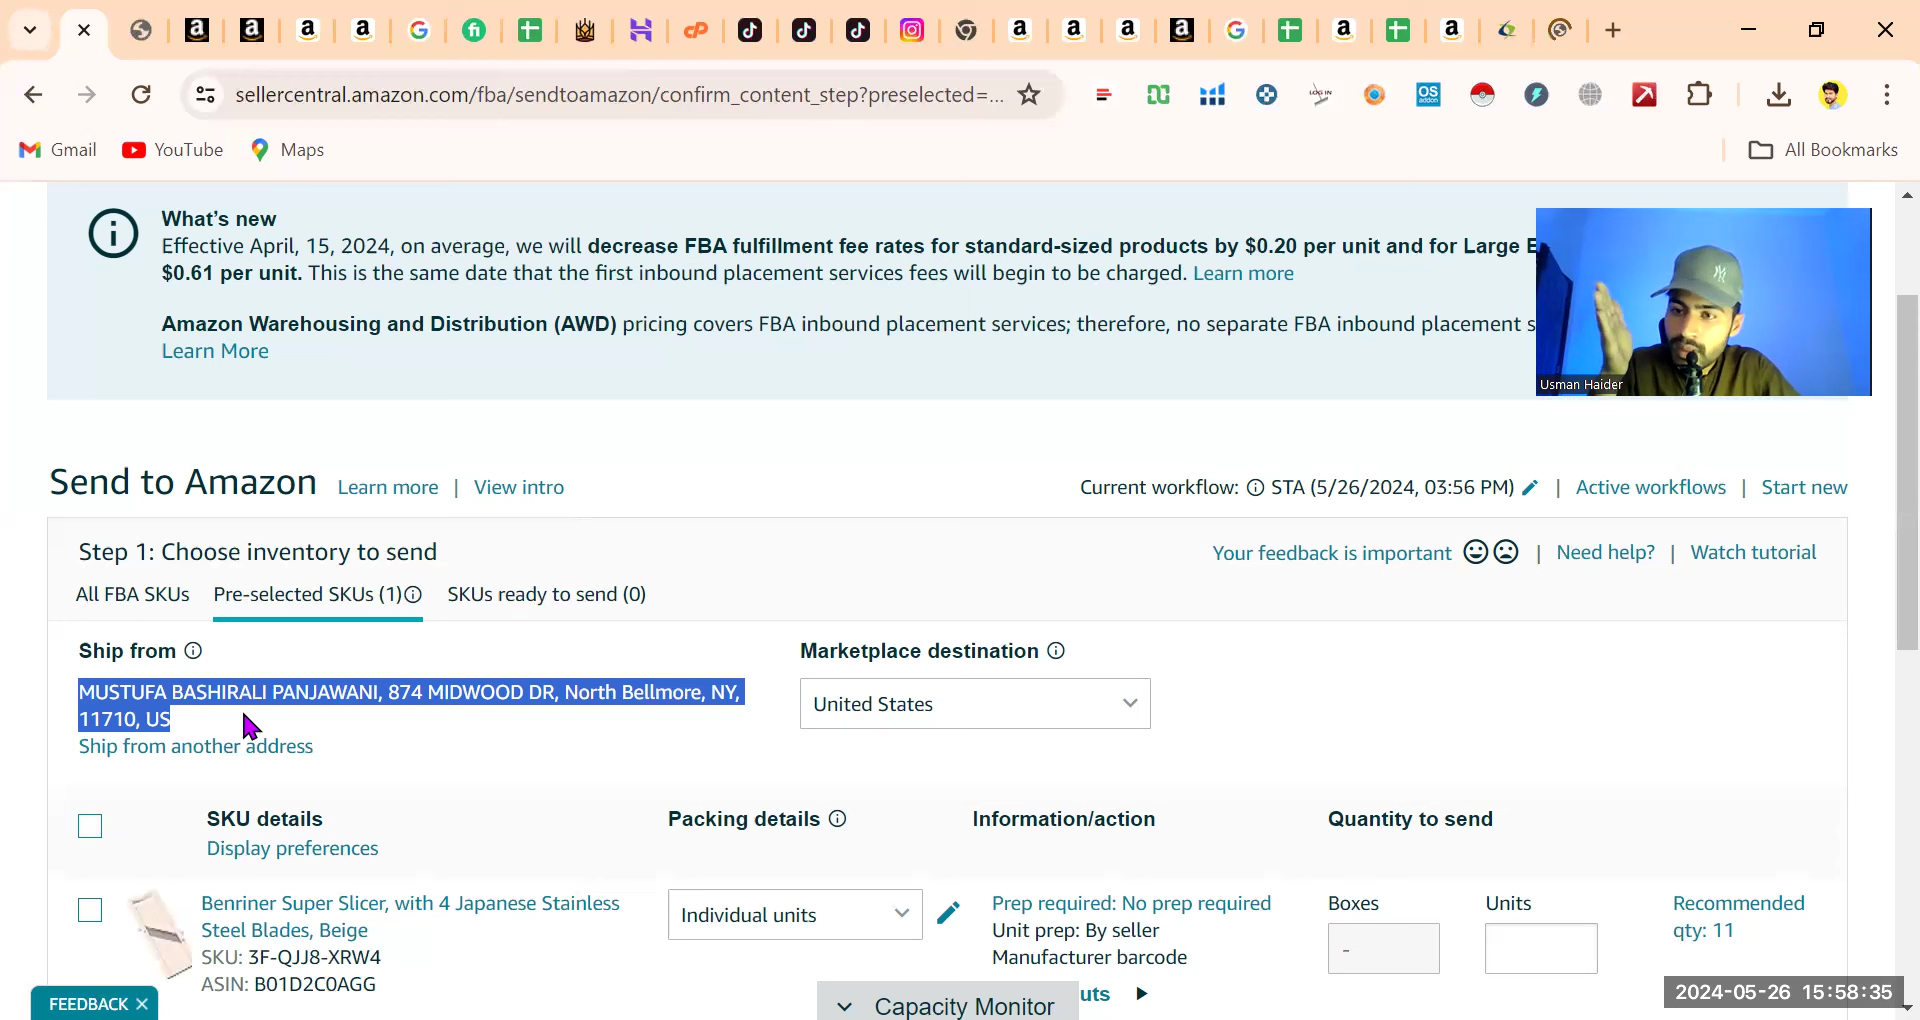 sellercentral.amazon.com/fba/sendtoamazon/confirm_content_step?preselected=...
Gmail
YouTube
Maps
All Bookmarks
What's new
Effective April, 15, 2024, on average, we will decrease FBA fulfillment fee rates for standard-sized products by $0.20 per unit and for Large E
$0.61 per unit. This is the same date that the first inbound placement services fees will begin to be charged. Learn more
Amazon Warehousing and Distribution (AWD) pricing covers FBA inbound placement services; therefore, no separate FBA inbound placement s
Learn More
Usman Haider
Send to Amazon Learn more | View intro
Current workflow: STA (5/26/2024, 03:56 PM) | Active workflows | Start new
Step 1: Choose inventory to send
Your feedback is important | Need help? | Watch tutorial
All FBA SKUs Pre-selected SKUs (1) SKUs ready to send (0)
Ship from
Marketplace destination
MUSTUFA BASHIRALI PANJAWANI, 874 MIDWOOD DR, North Bellmore, NY,
11710, US
United States
Ship from another address
SKU details
Packing details
Information/action
Quantity to send
Display preferences
Benriner Super Slicer, with 4 Japanese Stainless
Steel Blades, Beige
SKU: 3F-QJJ8-XRW4
ASIN: B01D2C0AGG
Individual units
Prep required: No prep required
Unit prep: By seller
Manufacturer barcode
uts
Boxes
-
Units
Recommended
qty: 11
FEEDBACK
Capacity Monitor
2024-05-26 15:58:35